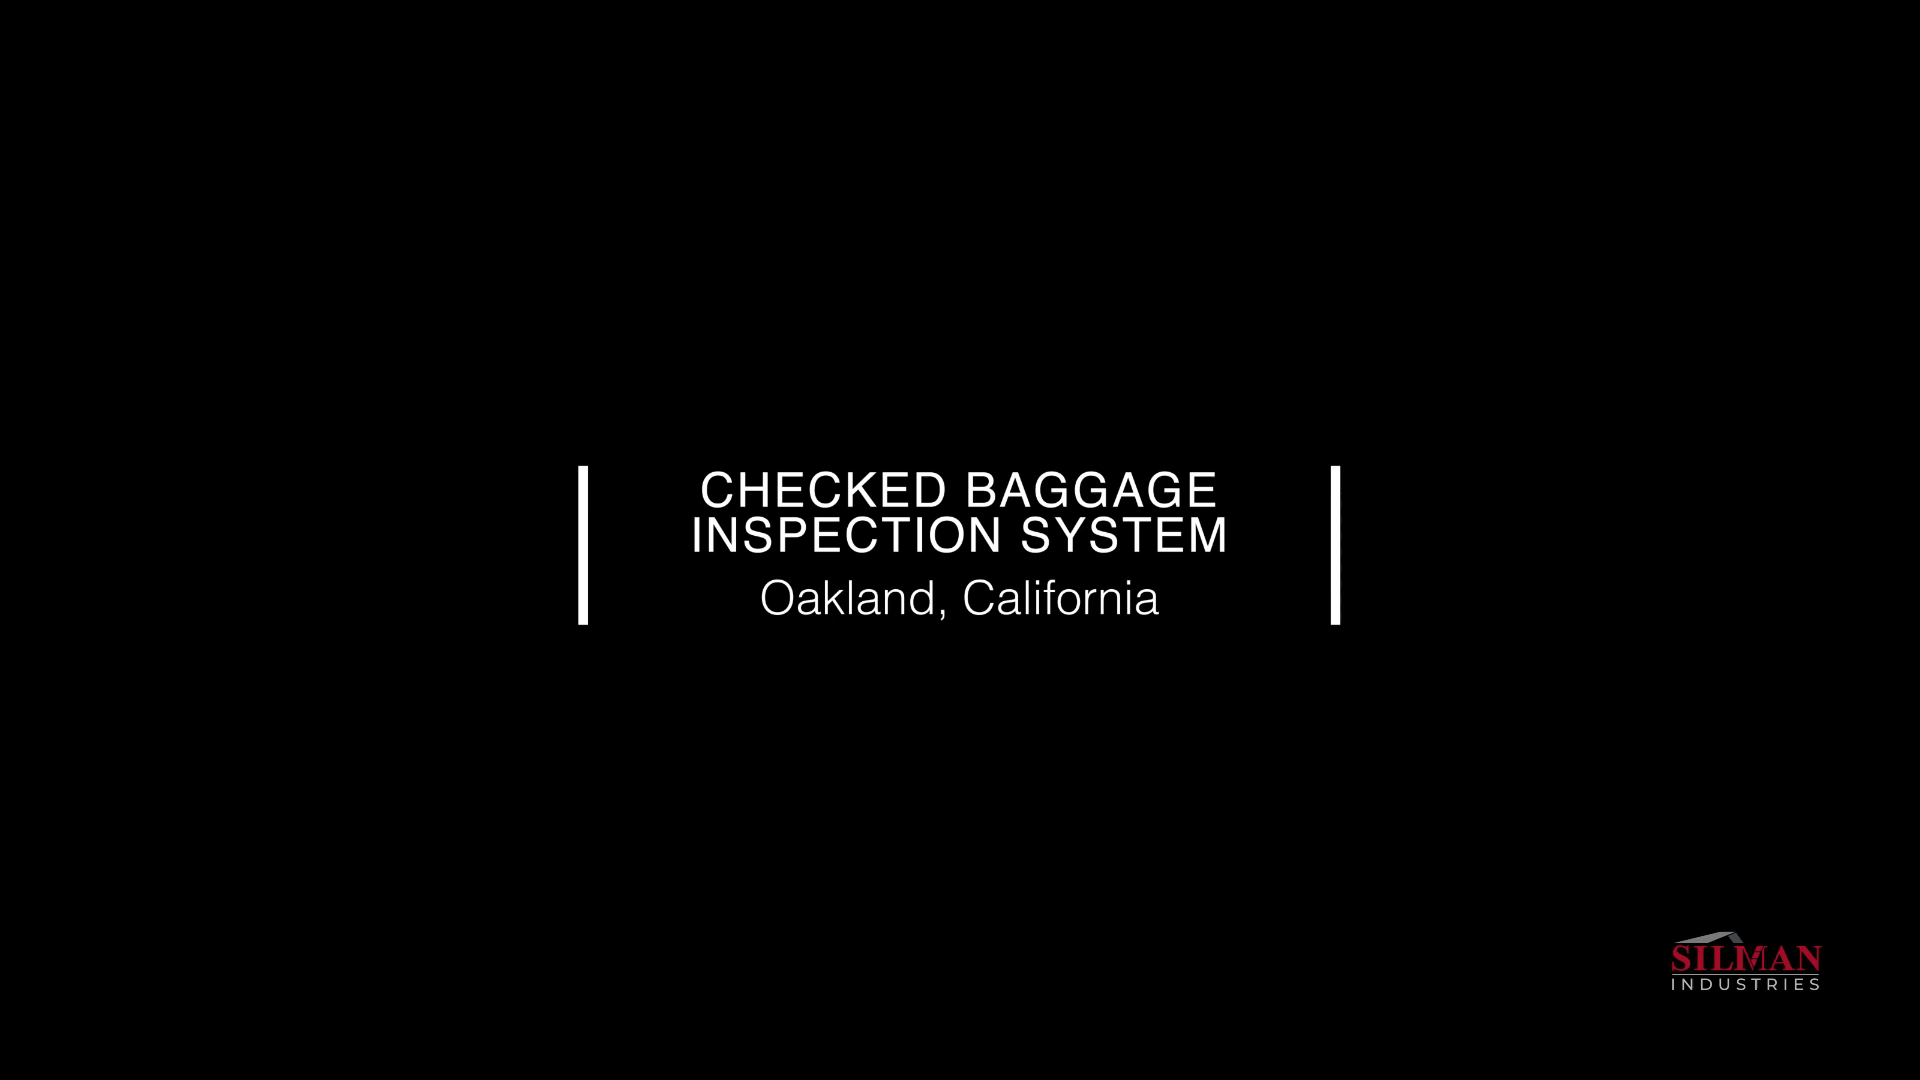 CHECKED BAGGAGE
INSPECTION SYSTEM
Oakland, California
SILMAN
INDUSTRIES